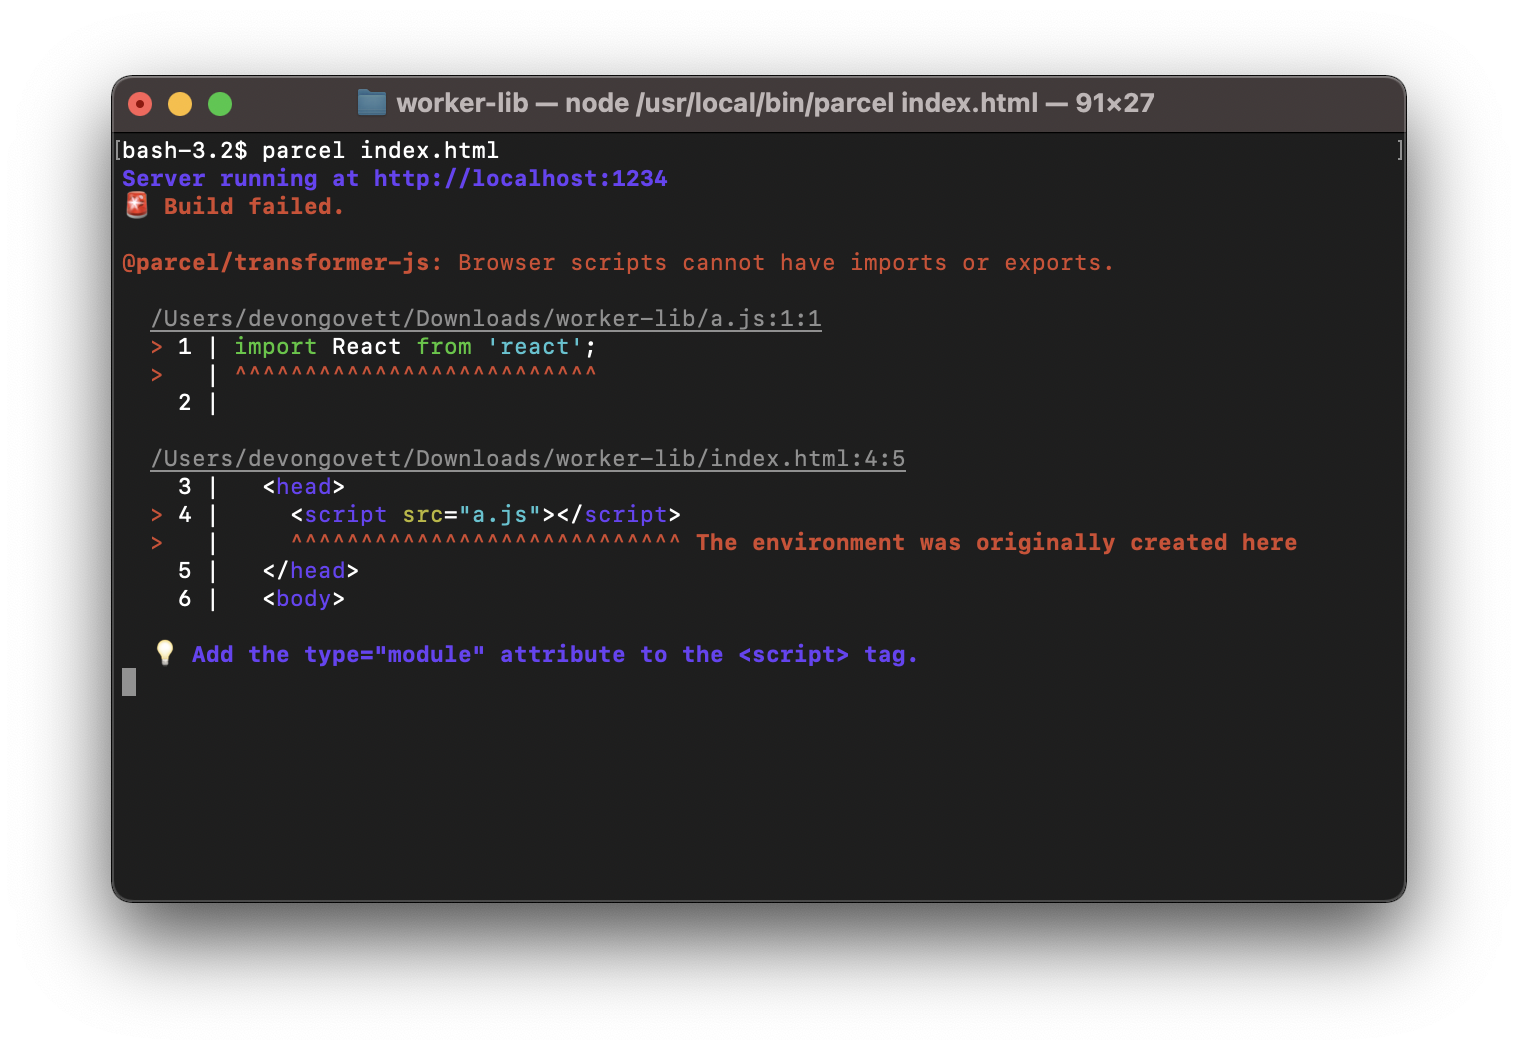 worker-lib — node /usr/local/bin/parcel index.html — 91×27
[bash-3.2$ parcel index.html ]
Server running at http://localhost:1234
🚨 Build failed.
@parcel/transformer-js: Browser scripts cannot have imports or exports.
/Users/devongovett/Downloads/worker-lib/a.js:1:1
> 1 | import React from 'react';
>   | ^^^^^^^^^^^^^^^^^^^^^^^^^^
2 |
/Users/devongovett/Downloads/worker-lib/index.html:4:5
3 |   <head>
> 4 |     <script src="a.js"></script>
>   |     ^^^^^^^^^^^^^^^^^^^^^^^^^^^^ The environment was originally created here
5 |   </head>
6 |   <body>
💡 Add the type="module" attribute to the <script> tag.